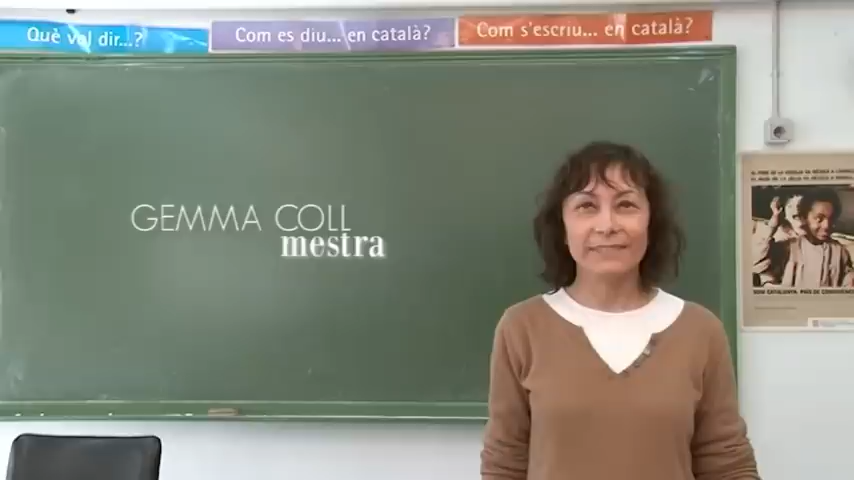 Què vol dir...?
Com es diu... en català?
Com s'escriu... en català?
GEMMA COLL
mestra